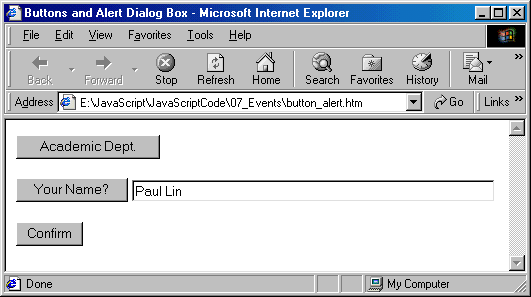 Buttons and Alert Dialog Box - Microsoft Internet Explorer
File Edit View Favorites Tools Help
Back Forward Stop Refresh Home Search Favorites History Mail »
Address E:\JavaScript\JavaScriptCode\07_Events\button_alert.htm Go Links »
Academic Dept.
Your Name? Paul Lin
Confirm
Done My Computer